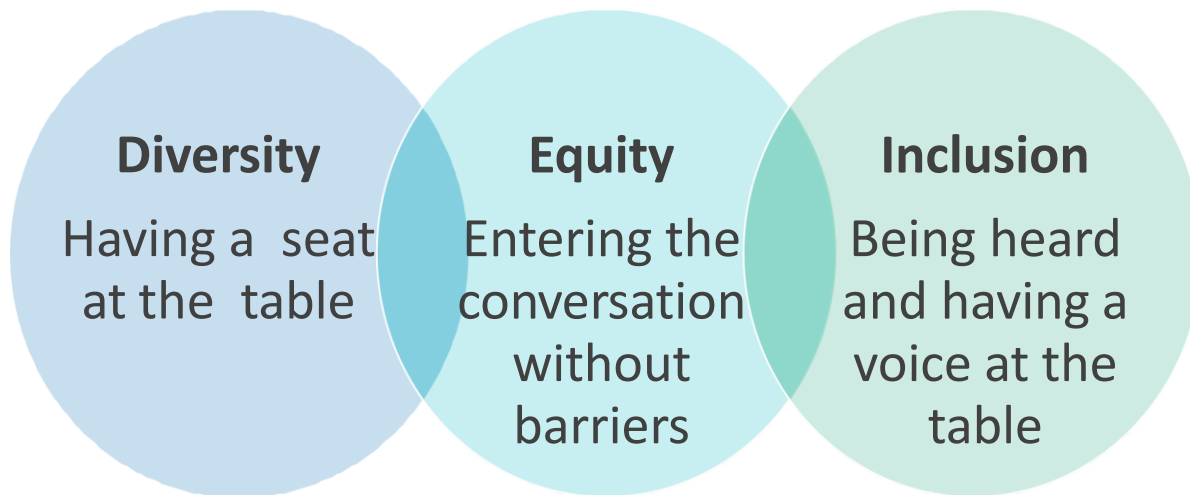 Diversity
Having a  seat
at the  table
Equity
Entering the
conversation
without
barriers
Inclusion
Being heard
and having a
voice at the
table